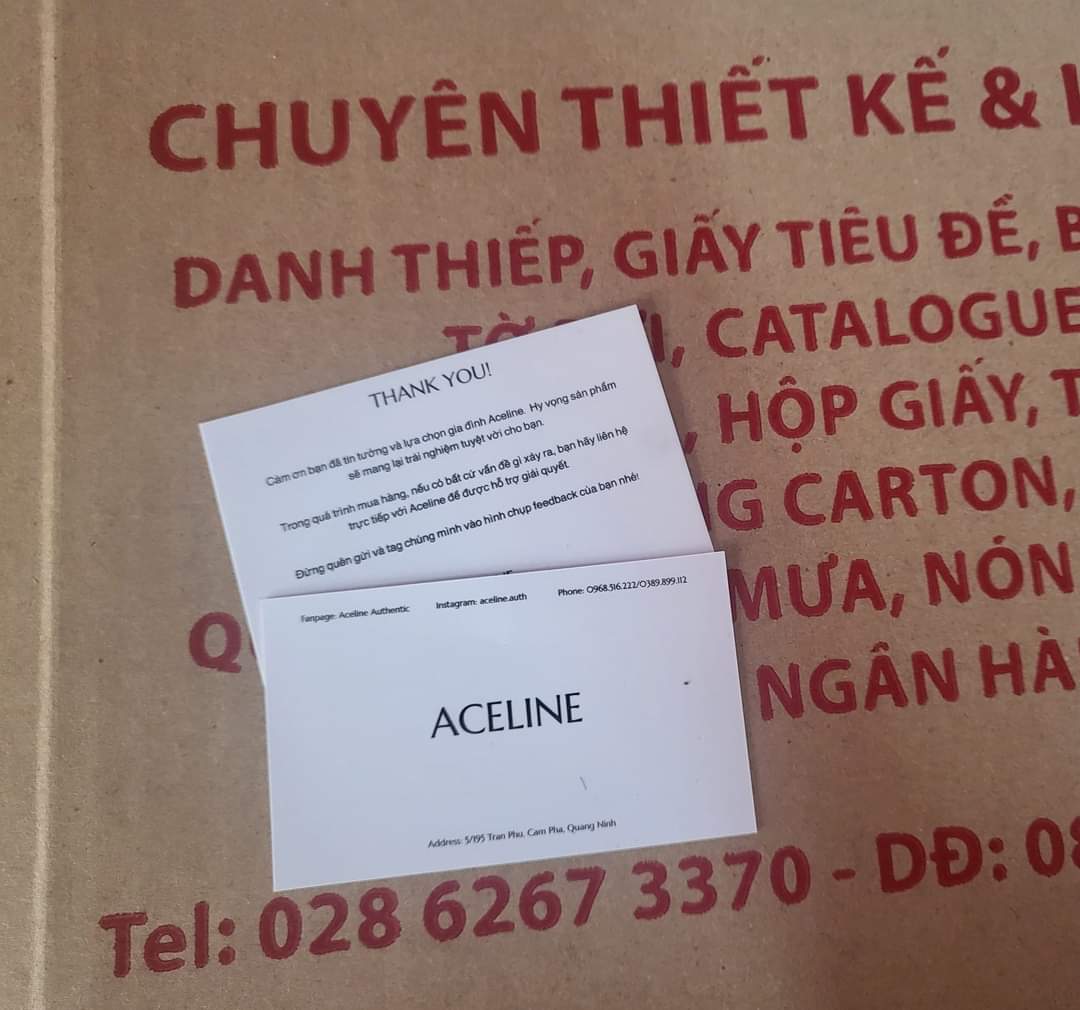 CHUYÊN THIẾT KẾ &
DANH THIẾP, GIẤY TIÊU ĐỀ,
CATALOGUE
HỘP GIẤY,
CARTON,
MƯA, NÓN
NGÂN
THANK YOU!
Cảm ơn bạn đã tin tưởng và lựa chọn gia đình Aceline. Hy vọng sản phẩm
sẽ mang lại trải nghiệm tuyệt vời cho bạn.
Trong quá trình mua hàng, nếu có bất cứ vấn đề gì xảy ra, bạn hãy liên hệ
trực tiếp với Aceline để được hỗ trợ giải quyết.
Đừng quên gửi và tag chúng mình vào hình chụp feedback của bạn nhé!
Fanpage: Aceline Authentic Instagram: aceline.auth Phone: 0968.516.222/0389.899.112
ACELINE
Address: 5/195 Tran Phu, Cam Pha, Quang Ninh
Tel: 028 6267 3370 - DĐ: